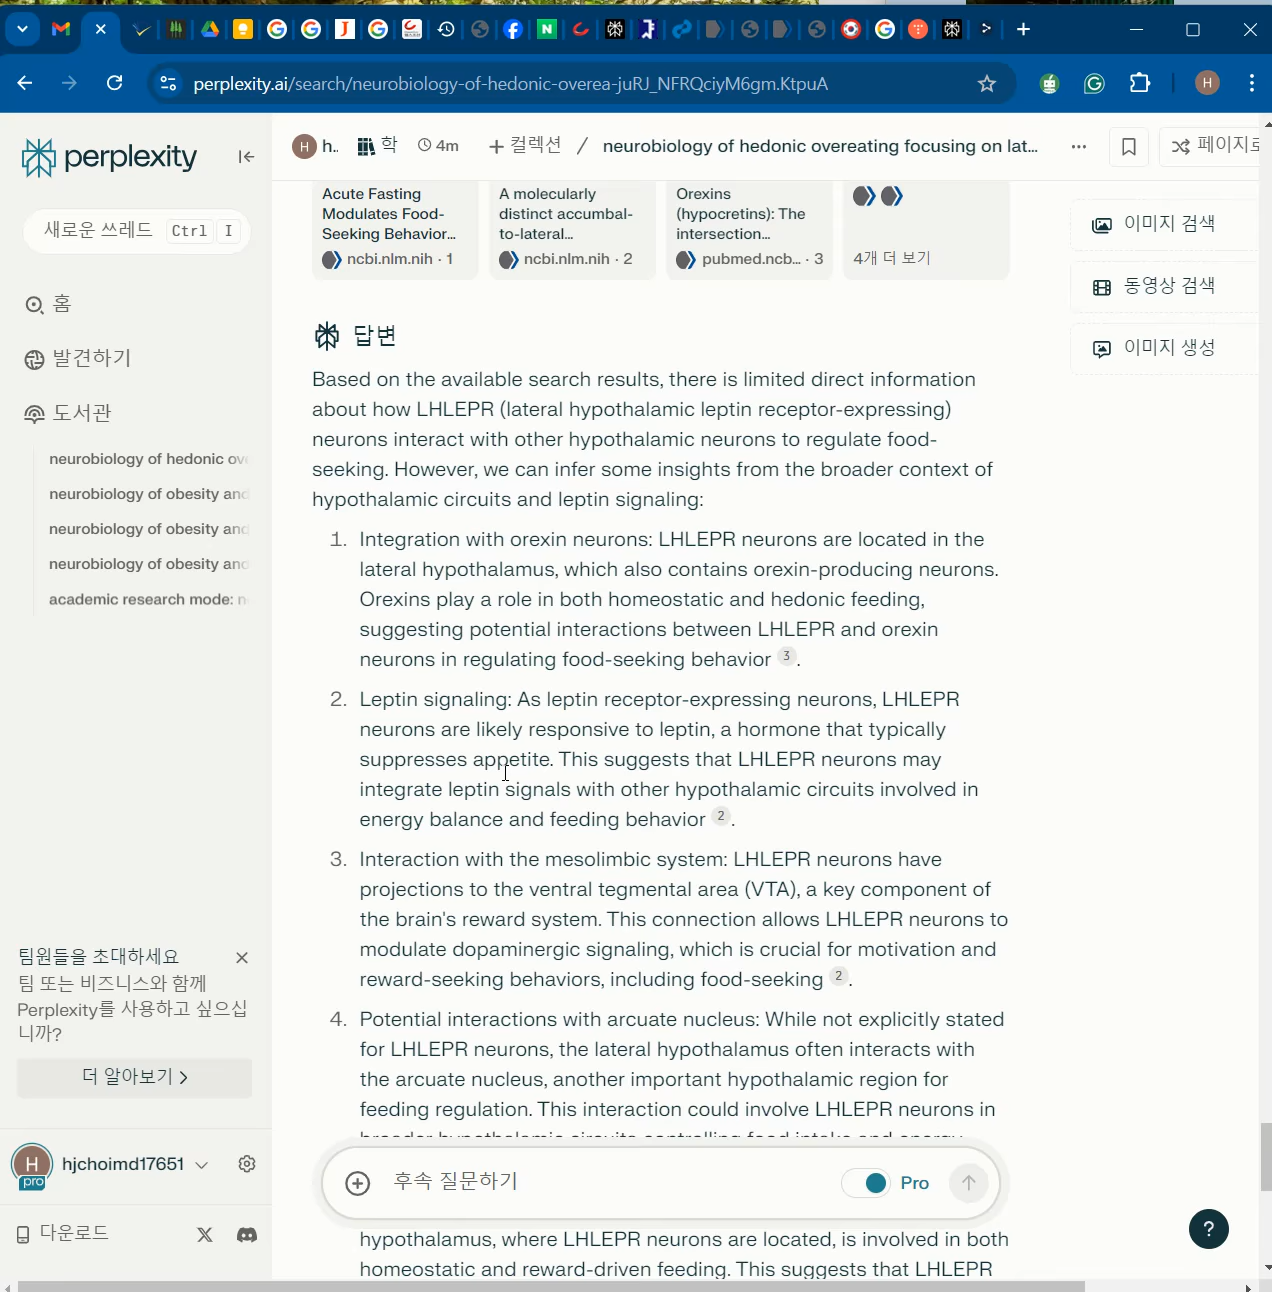 perplexity.ai/search/neurobiology-of-hedonic-overea-juRJ_NFRQciyM6gm.KtpuA
H
perplexity
새로운 쓰레드 Ctrl I
홈
발견하기
도서관
neurobiology of hedonic ove
neurobiology of obesity and
neurobiology of obesity and
neurobiology of obesity and
academic research mode: n
팀원들을 초대하세요
팀 또는 비즈니스와 함께
Perplexity를 사용하고 싶으십
니까?
더 알아보기
H hjchoimd17651
pro
다운로드
H h.. 학 4m + 컬렉션 / neurobiology of hedonic overeating focusing on lat... ··· 페이지로
Acute Fasting
Modulates Food-
Seeking Behavior...
ncbi.nlm.nih · 1
A molecularly
distinct accumbal-
to-lateral...
ncbi.nlm.nih · 2
Orexins
(hypocretins): The
intersection...
pubmed.ncb... · 3
4개 더 보기
이미지 검색
동영상 검색
이미지 생성
답변
Based on the available search results, there is limited direct information
about how LHLEPR (lateral hypothalamic leptin receptor-expressing)
neurons interact with other hypothalamic neurons to regulate food-
seeking. However, we can infer some insights from the broader context of
hypothalamic circuits and leptin signaling:
1. Integration with orexin neurons: LHLEPR neurons are located in the
lateral hypothalamus, which also contains orexin-producing neurons.
Orexins play a role in both homeostatic and hedonic feeding,
suggesting potential interactions between LHLEPR and orexin
neurons in regulating food-seeking behavior 3.
2. Leptin signaling: As leptin receptor-expressing neurons, LHLEPR
neurons are likely responsive to leptin, a hormone that typically
suppresses appetite. This suggests that LHLEPR neurons may
integrate leptin signals with other hypothalamic circuits involved in
energy balance and feeding behavior 2.
3. Interaction with the mesolimbic system: LHLEPR neurons have
projections to the ventral tegmental area (VTA), a key component of
the brain's reward system. This connection allows LHLEPR neurons to
modulate dopaminergic signaling, which is crucial for motivation and
reward-seeking behaviors, including food-seeking 2.
4. Potential interactions with arcuate nucleus: While not explicitly stated
for LHLEPR neurons, the lateral hypothalamus often interacts with
the arcuate nucleus, another important hypothalamic region for
feeding regulation. This interaction could involve LHLEPR neurons in
broader hypothalamic circuits controlling food intake and energy
후속 질문하기 Pro
hypothalamus, where LHLEPR neurons are located, is involved in both
homeostatic and reward-driven feeding. This suggests that LHLEPR
?